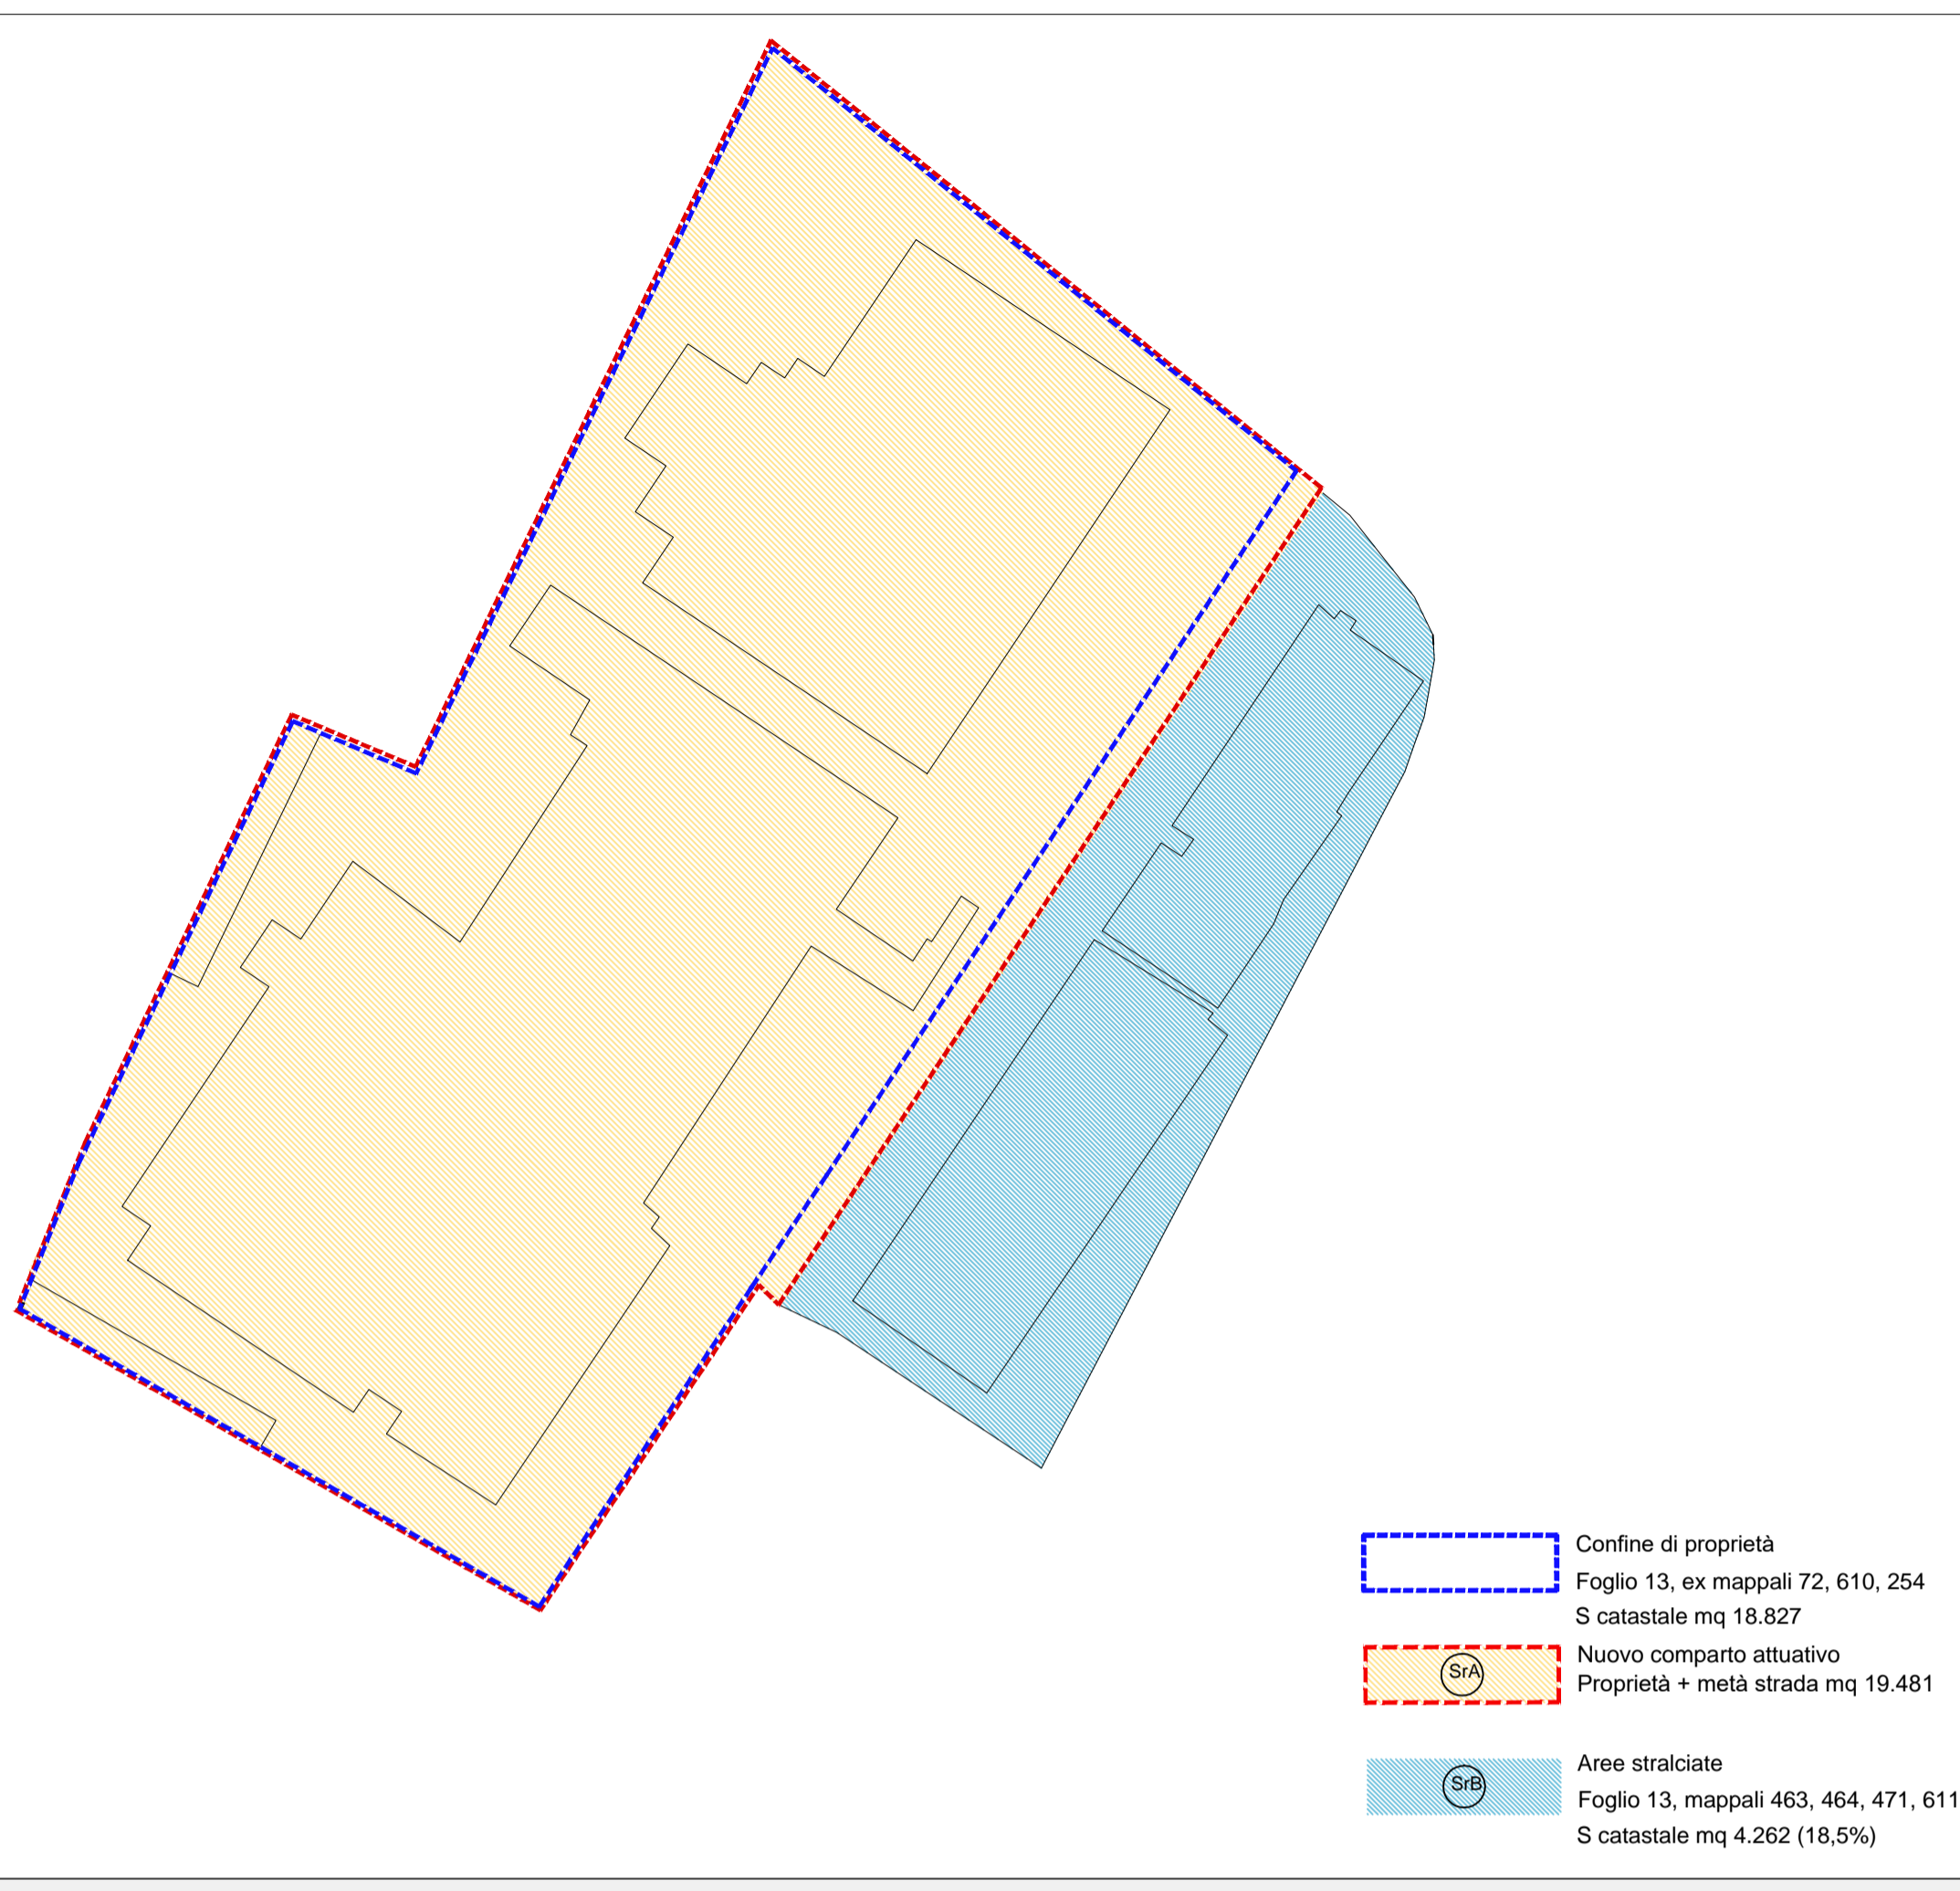 Confine di proprietà
Foglio 13, ex mappali 72, 610, 254
S catastale mq 18.827
Nuovo comparto attuativo
SrA
Proprietà + metà strada mq 19.481
Aree stralciate
SrB
Foglio 13, mappali 463, 464, 471, 611
S catastale mq 4.262 (18,5%)